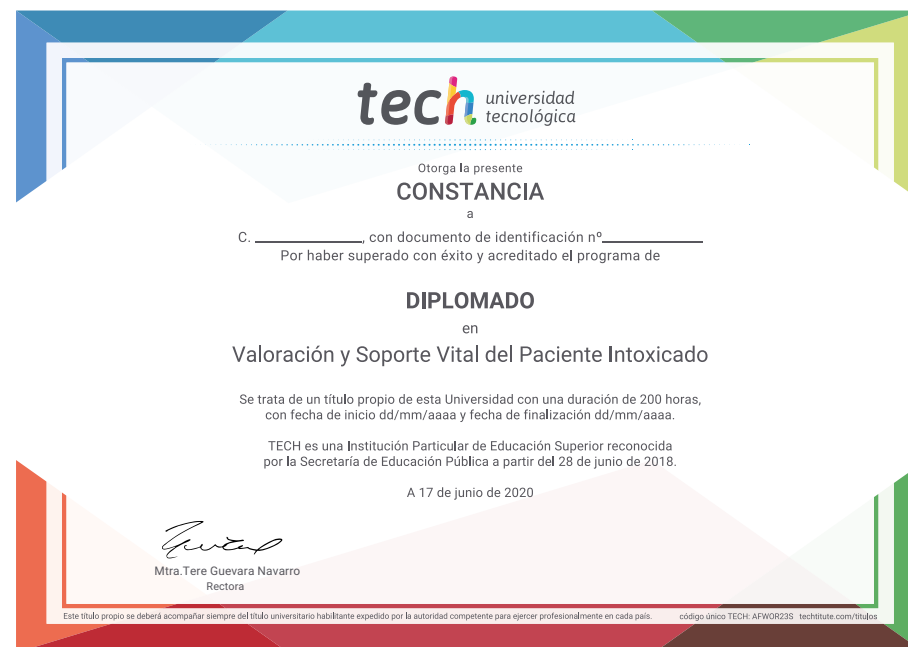 tech universidad
tecnológica
Otorga la presente
CONSTANCIA
a
C. ____________, con documento de identificación nº____________
Por haber superado con éxito y acreditado el programa de
DIPLOMADO
en
Valoración y Soporte Vital del Paciente Intoxicado
Se trata de un título propio de esta Universidad con una duración de 200 horas,
con fecha de inicio dd/mm/aaaa y fecha de finalización dd/mm/aaaa.
TECH es una Institución Particular de Educación Superior reconocida
por la Secretaría de Educación Pública a partir del 28 de junio de 2018.
A 17 de junio de 2020
Mtra.Tere Guevara Navarro
Rectora
Este título propio se deberá acompañar siempre del título universitario habilitante expedido por la autoridad competente para ejercer profesionalmente en cada país. código único TECH: AFWOR23S techtitute.com/titulos